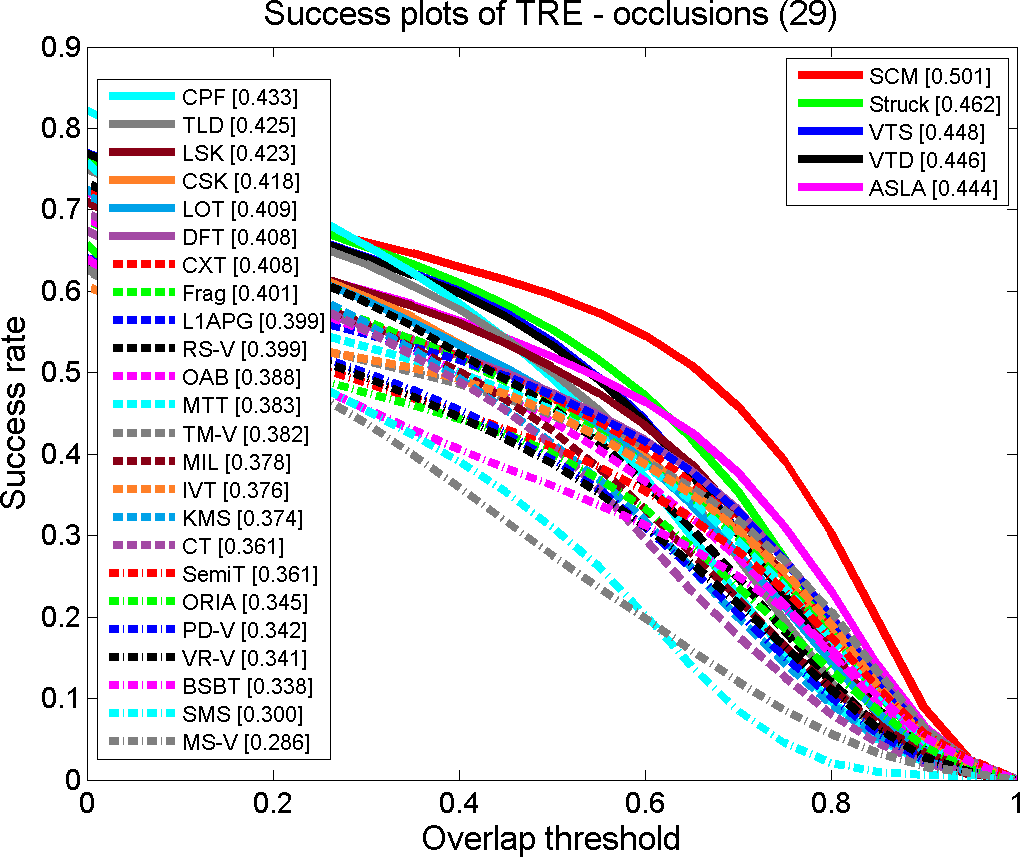 Success plots of TRE - occlusions (29)
Success rate
0.9
0.8
0.7
0.6
0.5
0.4
0.3
0.2
0.1
0
CPF [0.433]
TLD [0.425]
LSK [0.423]
CSK [0.418]
LOT [0.409]
DFT [0.408]
CXT [0.408]
Frag [0.401]
L1APG [0.399]
RS-V [0.399]
OAB [0.388]
MTT [0.383]
TM-V [0.382]
MIL [0.378]
IVT [0.376]
KMS [0.374]
CT [0.361]
SemiT [0.361]
ORIA [0.345]
PD-V [0.342]
VR-V [0.341]
BSBT [0.338]
SMS [0.300]
MS-V [0.286]
SCM [0.501]
Struck [0.462]
VTS [0.448]
VTD [0.446]
ASLA [0.444]
0 0.2 0.4 0.6 0.8 1
Overlap threshold